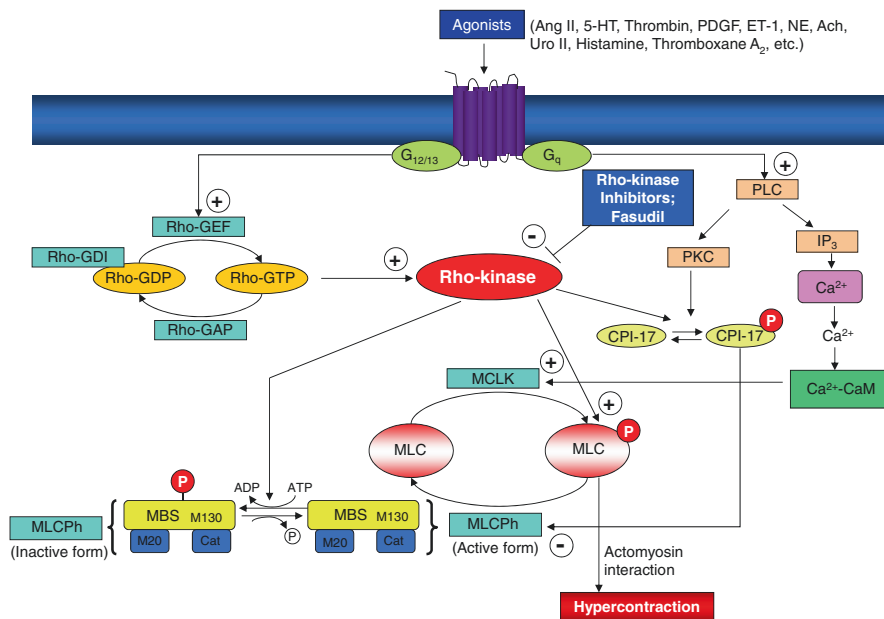 Agonists
(Ang II, 5-HT, Thrombin, PDGF, ET-1, NE, Ach,
Uro II, Histamine, Thromboxane A₂, etc.)
G₁₂/₁₃
Gq
+
PLC
+
Rho-GEF
Rho-kinase
Inhibitors;
Fasudil
-
Rho-GDI
Rho-GDP
Rho-GTP
+
Rho-kinase
PKC
IP₃
Ca²⁺
Rho-GAP
CPI-17
CPI-17
P
Ca²⁺
MCLK
+
Ca²⁺-CaM
+
MLC
MLC
P
P
ADP
ATP
MLCPh
(Inactive form)
MBS M130
M20
Cat
P
MBS M130
M20
Cat
MLCPh
(Active form)
-
Actomyosin
interaction
Hypercontraction